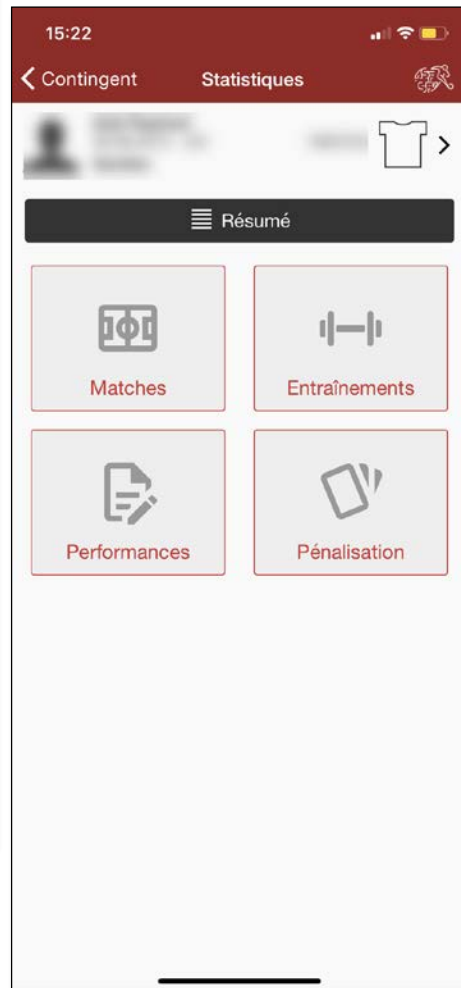 15:22
Contingent Statistiques
Résumé
Matches Entraînements
Performances Pénalisation